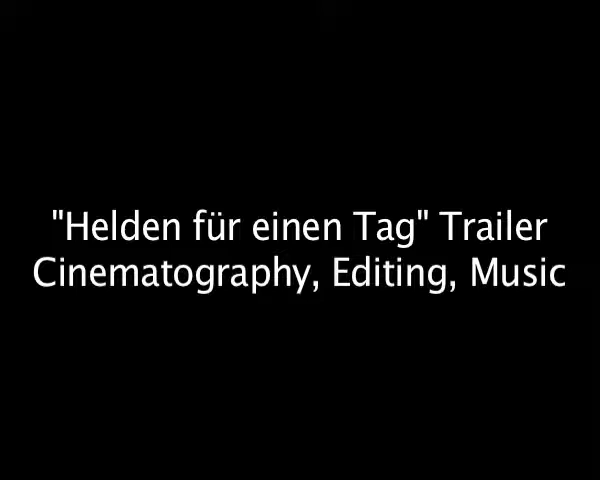 "Helden für einen Tag" Trailer
Cinematography, Editing, Music